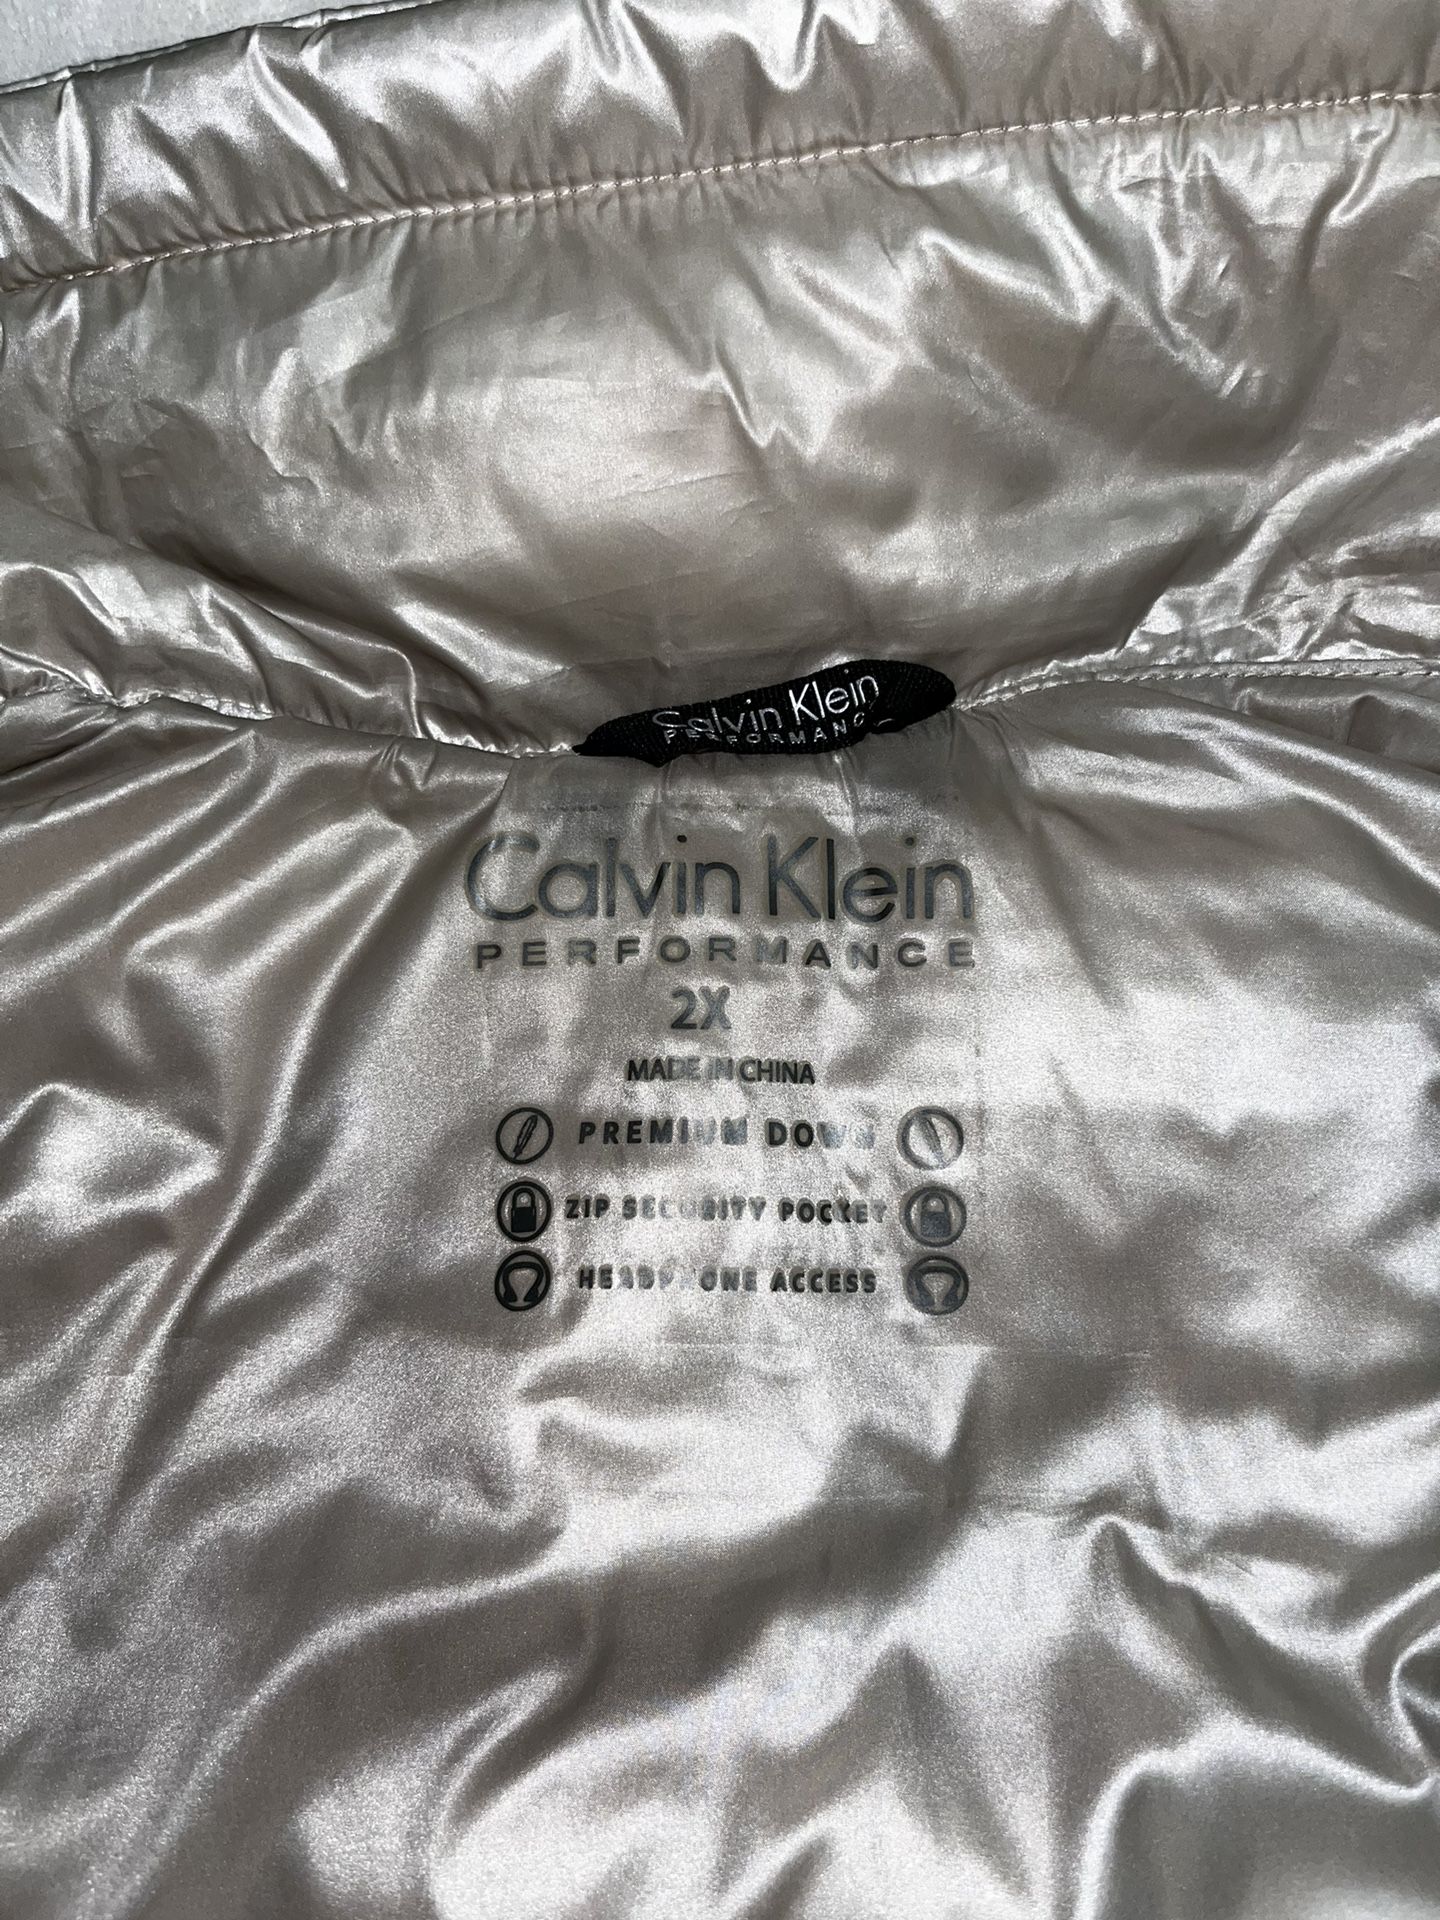 Calvin Klein
PERFORMANCE
Calvin Klein
PERFORMANCE
2X
MADE IN CHINA
PREMIUM DOWN
ZIP SECURITY POCKET
HEADPHONE ACCESS